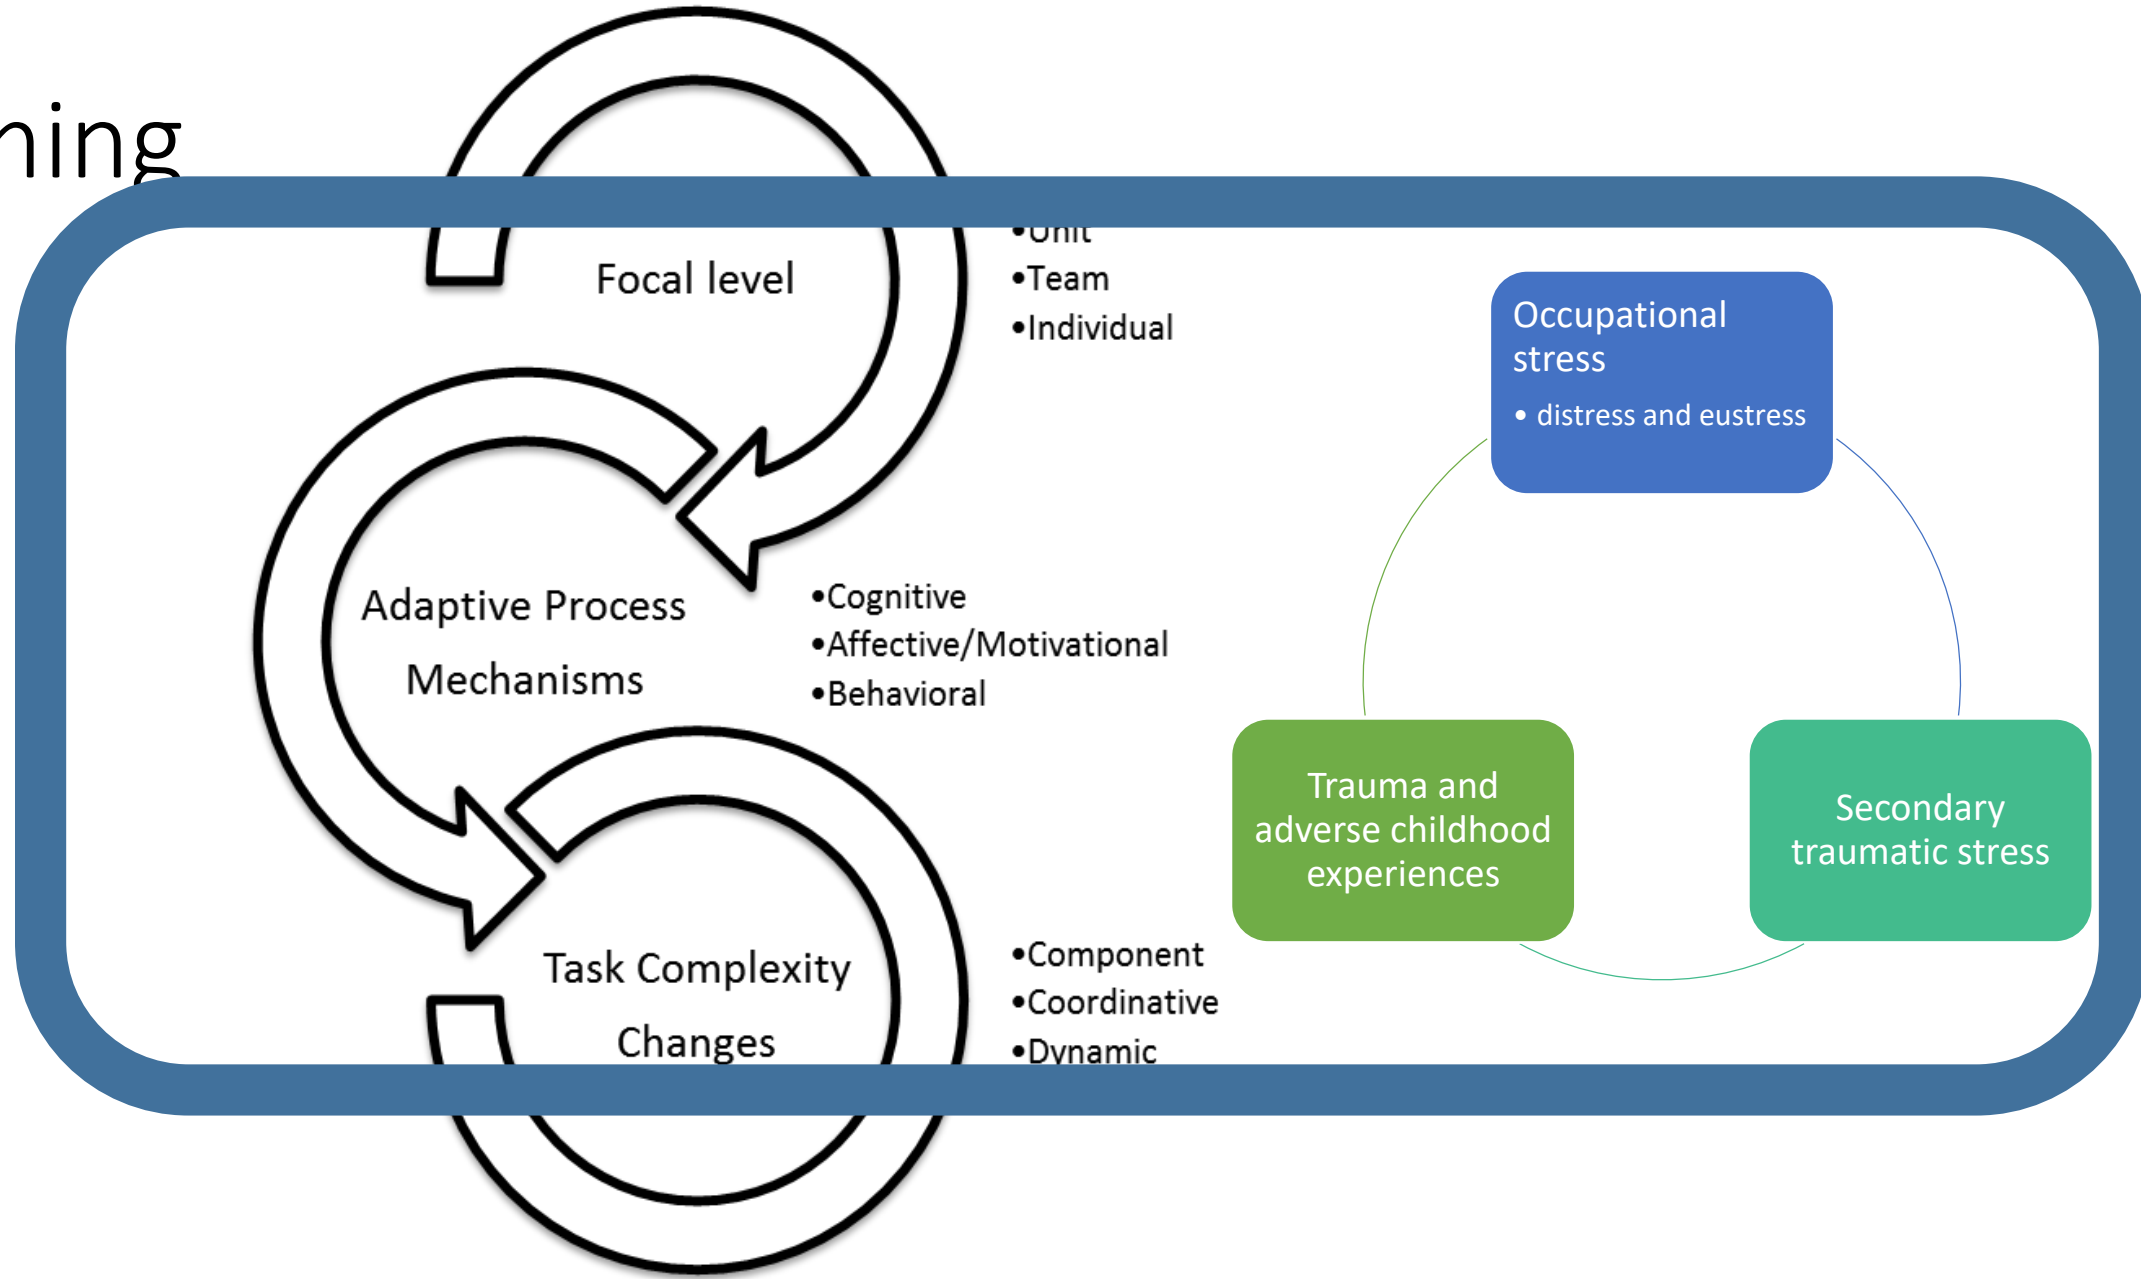 ning
Focal level
•Unit
•Team
•Individual
Adaptive Process
Mechanisms
•Cognitive
•Affective/Motivational
•Behavioral
Task Complexity
Changes
•Component
•Coordinative
•Dynamic
Occupational
stress
• distress and eustress
Trauma and
adverse childhood
experiences
Secondary
traumatic stress